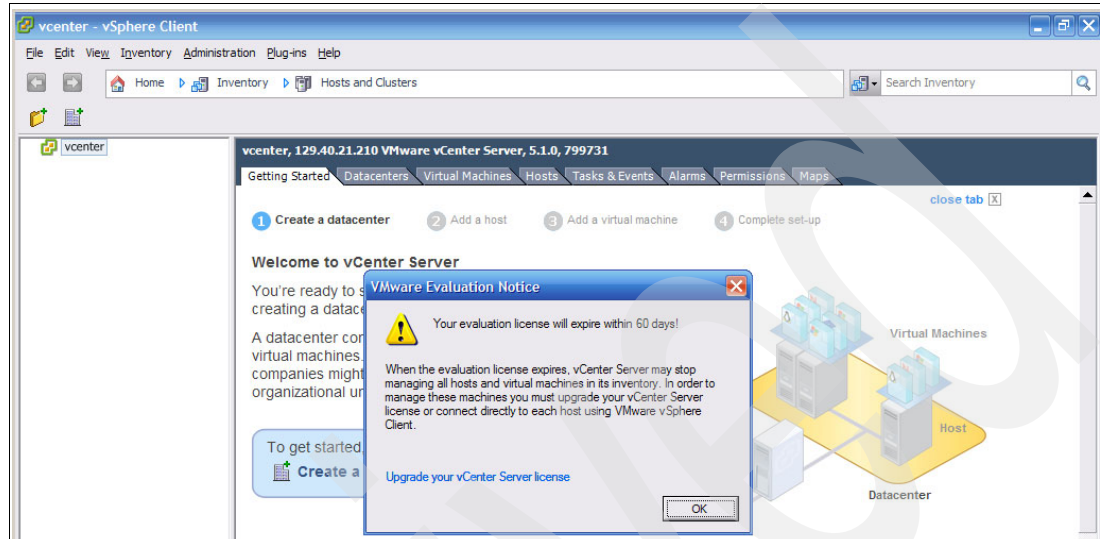 vcenter - vSphere Client
File Edit View Inventory Administration Plug-ins Help
Home Inventory Hosts and Clusters Search Inventory
vcenter
vcenter, 129.40.21.210 VMware vCenter Server, 5.1.0, 799731
Getting Started Datacenters Virtual Machines Hosts Tasks & Events Alarms Permissions Maps
close tab X
1 Create a datacenter 2 Add a host 3 Add a virtual machine 4 Complete set-up
Welcome to vCenter Server
You're ready to s
creating a datace
A datacenter con
virtual machines.
companies might
organizational un
To get started,
Create a
VMware Evaluation Notice
Your evaluation license will expire within 60 days!
When the evaluation license expires, vCenter Server may stop
managing all hosts and virtual machines in its inventory. In order to
manage these machines you must upgrade your vCenter Server
license or connect directly to each host using VMware vSphere
Client.
Upgrade your vCenter Server license
OK
Virtual Machines
Host
Datacenter